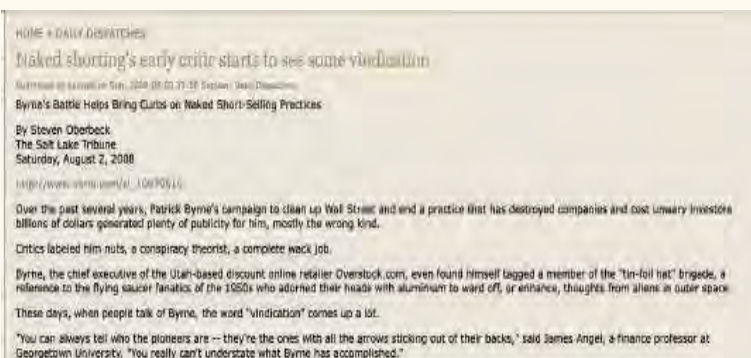 HOME » DAILY DISPATCHES
Naked shorting's early critic starts to see some vindication
Byrne's Battle Helps Bring Curbs on Naked Short-Selling Practices
By Steven Oberbeck
The Salt Lake Tribune
Saturday, August 2, 2008
Over the past several years, Patrick Byrne's campaign to clean up Wall Street and end a practice that has destroyed companies and cost unwary investors
billions of dollars generated plenty of publicity for him, mostly the wrong kind.
Critics labeled him nuts, a conspiracy theorist, a complete wack job.
Byrne, the chief executive of the Utah-based discount online retailer Overstock.com, even found himself tagged a member of the "tin-foil hat" brigade, a
reference to the flying saucer fanatics of the 1950s who adorned their heads with aluminium to ward off, or enhance, thoughts from aliens in outer space.
These days, when people talk of Byrne, the word "vindication" comes up a lot.
"You can always tell who the pioneers are -- they're the ones with all the arrows sticking out of their backs," said James Angel, a finance professor at
Georgetown University. "You really can't understate what Byrne has accomplished."